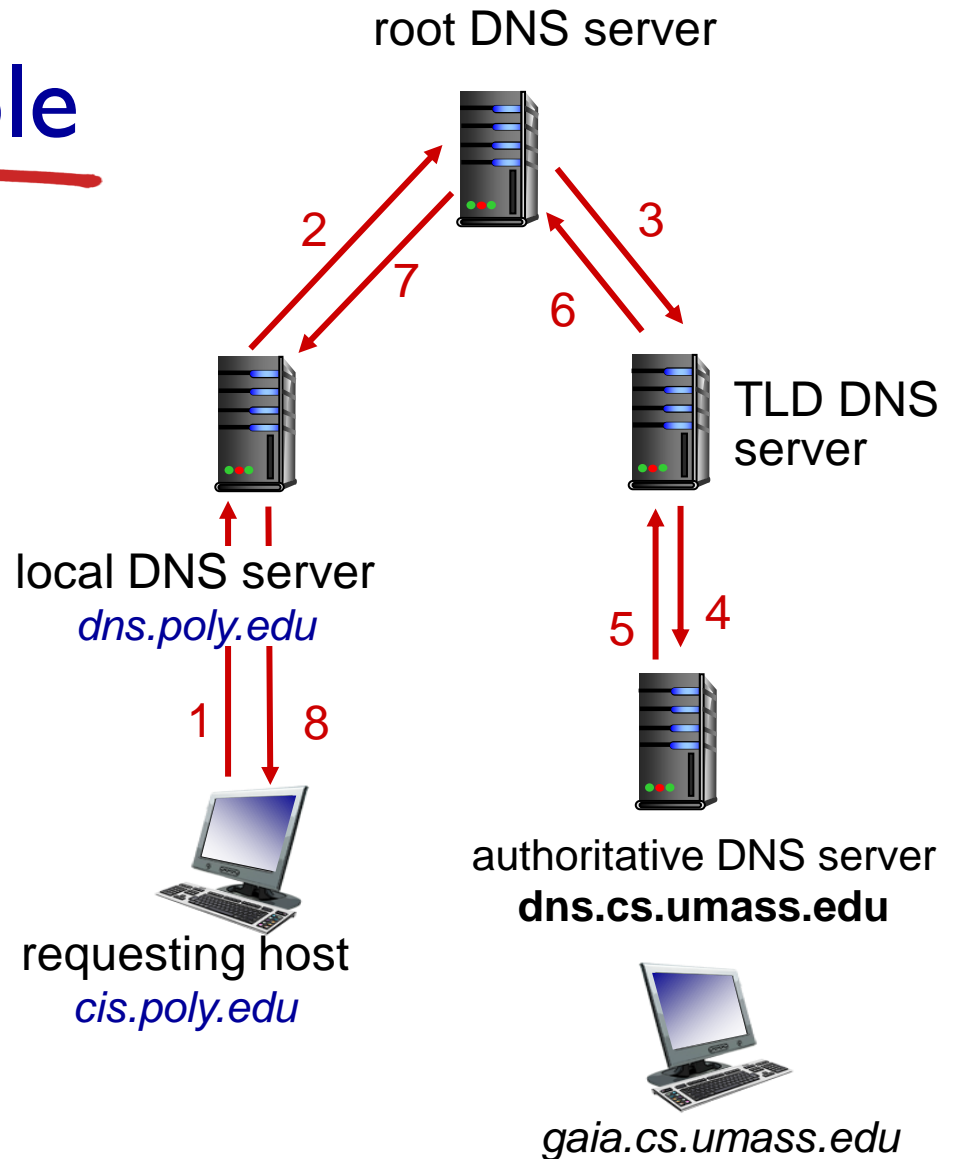 root DNS server
le
2
3
7
6
TLD DNS
server
local DNS server
dns.poly.edu
5
4
1
8
authoritative DNS server
dns.cs.umass.edu
requesting host
cis.poly.edu
gaia.cs.umass.edu